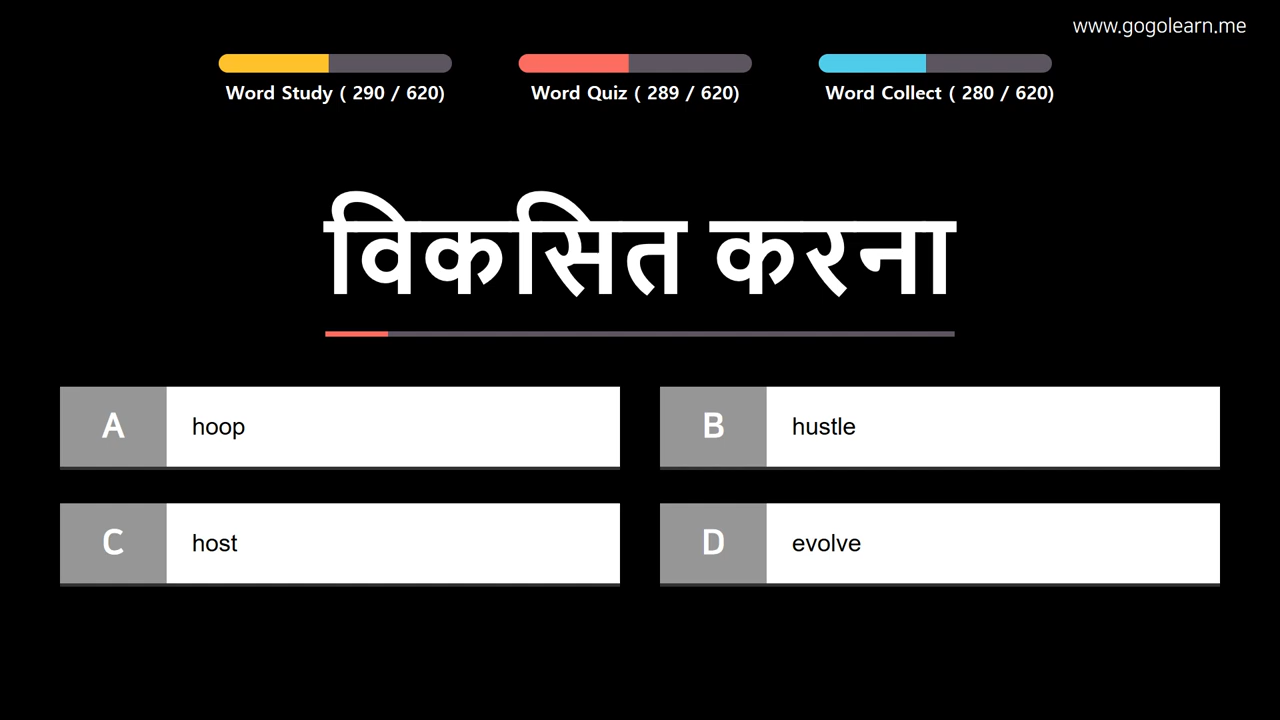 www.gogolearn.me
Word Study ( 290 / 620)
Word Quiz ( 289 / 620)
Word Collect ( 280 / 620)
विकसित करना
A hoop
B hustle
C host
D evolve